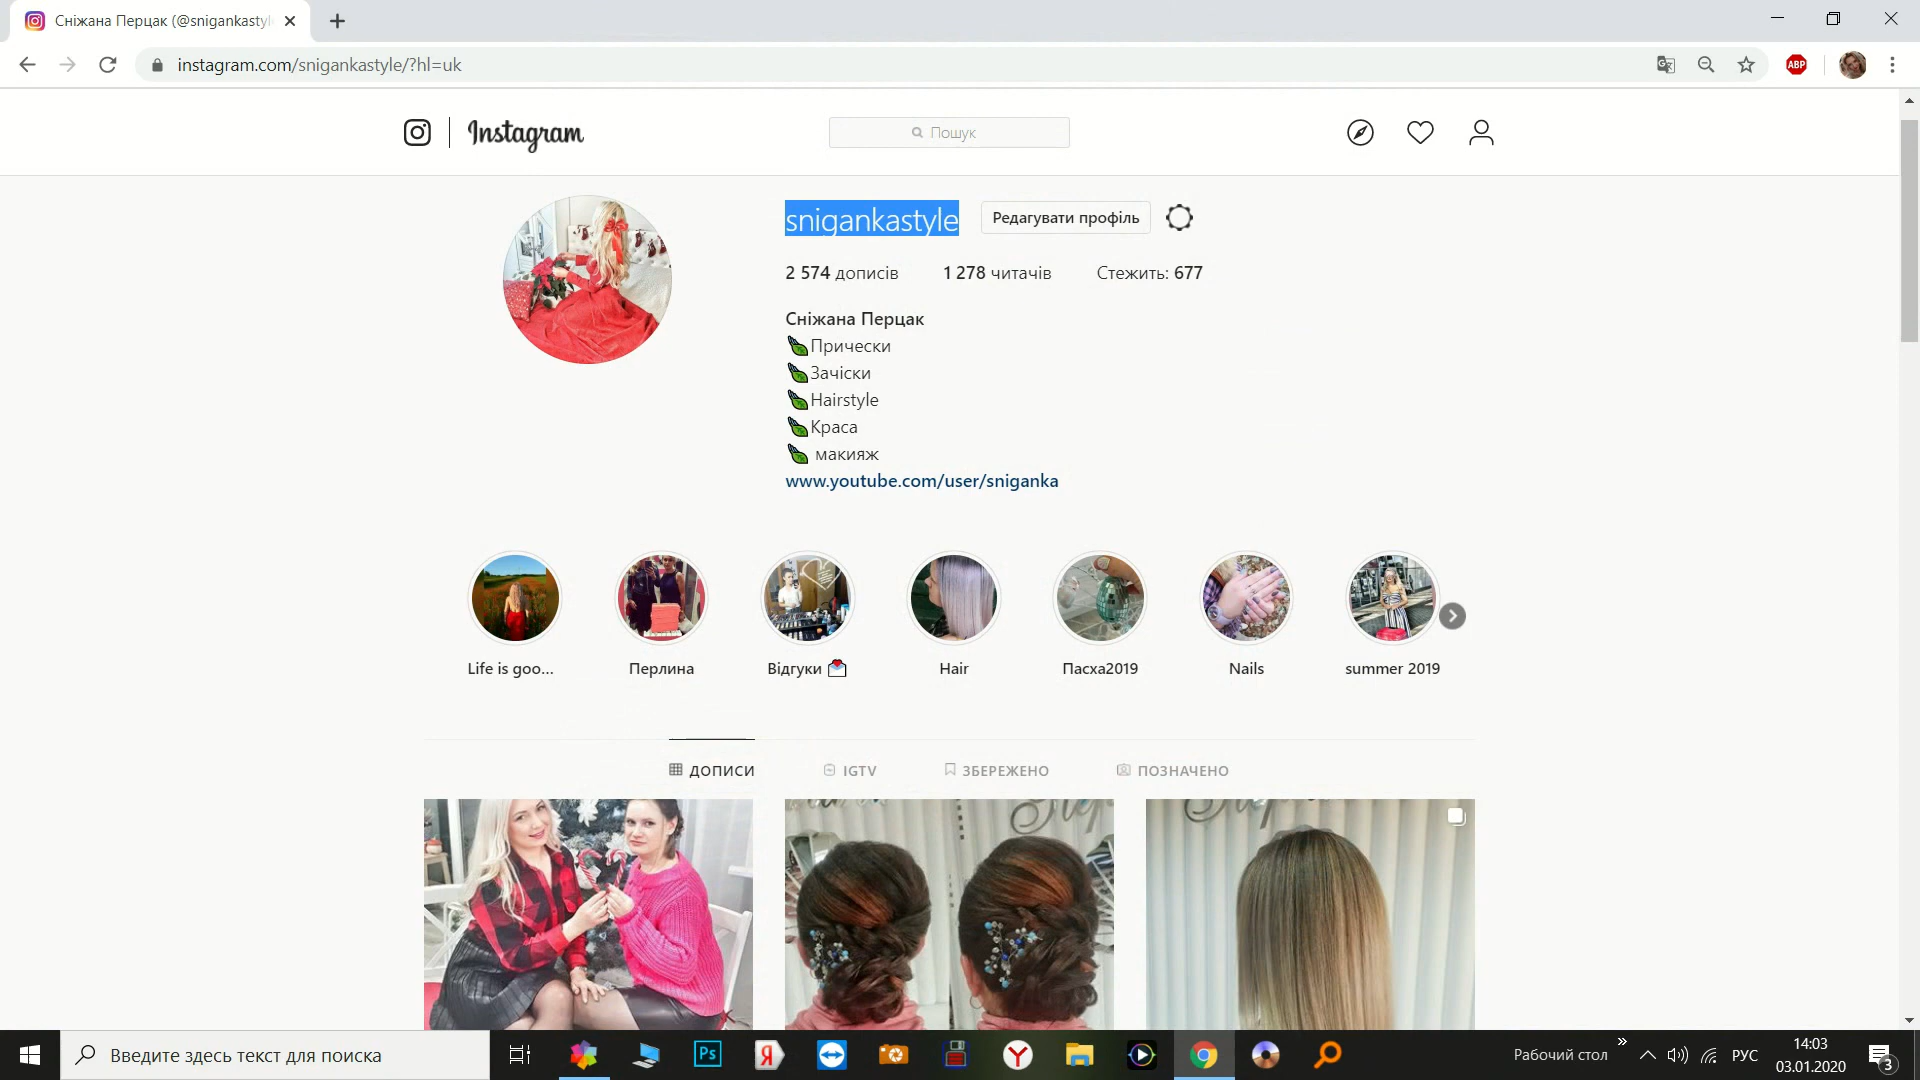 Сніжана Перцак (@snigankastyl
instagram.com/snigankastyle/?hl=uk
ABP
Instagram
Пошук
snigankastyle Редагувати профіль
2 574 дописів 1 278 читачів Стежить: 677
Сніжана Перцак
Прически
Зачіски
Hairstyle
Краса
макияж
www.youtube.com/user/sniganka
Life is goo... Перлина Відгуки Hair Пасха2019 Nails summer 2019
ДОПИСИ IGTV ЗБЕРЕЖЕНО ПОЗНАЧЕНО
Введите здесь текст для поиска
Ps
Рабочий стол
РУС
14:03
03.01.2020
3